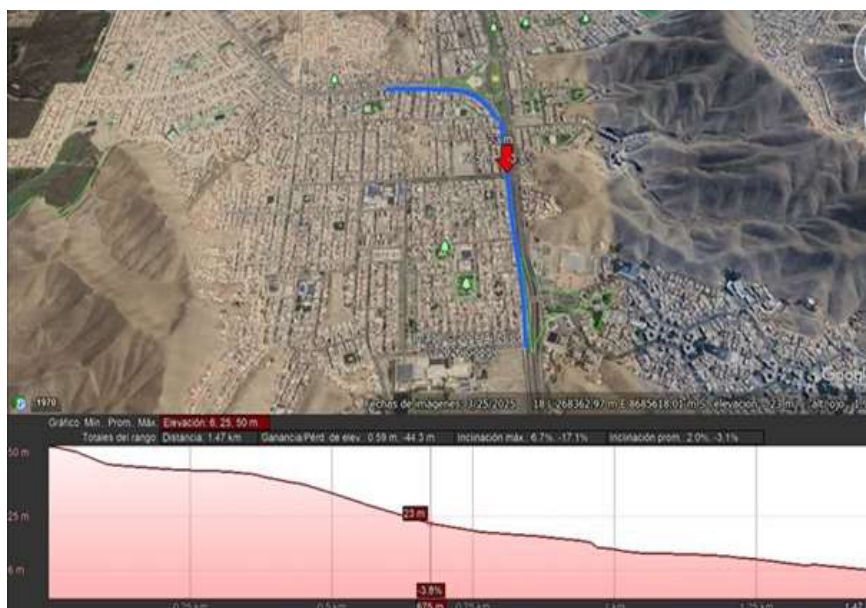 Google
1970
Fechas de imágenes: 3/25/2025 18 L 268362.97 m E 8685618.01 m S elevación 23 m alt. ojo 1.
Gráfico: Mín., Prom., Máx. Elevación: 6, 25, 50 m
Totales del rango: Distancia: 1.47 km Ganancia/Pérd. de elev.: 0.59 m, -44.3 m Inclinación máx.: 6.7%, -17.1% Inclinación prom.: 2.0%, -3.1%
50 m
25 m
23 m
6 m
-3.8%
0.25 km 0.5 km 675 m 0.75 km 1 km 1.25 km